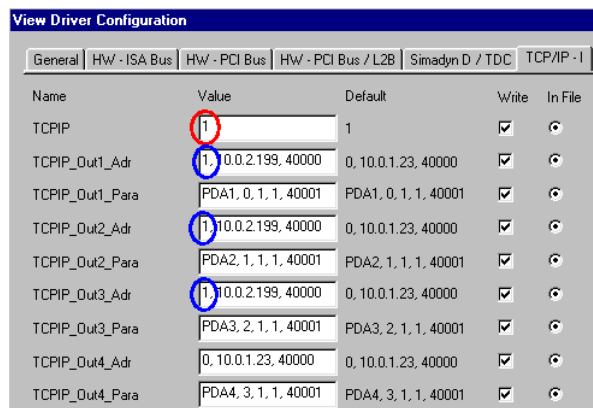 View Driver Configuration
General HW - ISA Bus HW - PCI Bus HW - PCI Bus / L2B Simadyn D / TDC TCP/IP - I
Name Value Default Write In File
TCPIP 1 1
TCPIP_Out1_Adr 1, 10.0.2.199, 40000 0, 10.0.1.23, 40000
TCPIP_Out1_Para PDA1, 0, 1, 1, 40001 PDA1, 0, 1, 1, 40001
TCPIP_Out2_Adr 1, 10.0.2.199, 40000 0, 10.0.1.23, 40000
TCPIP_Out2_Para PDA2, 1, 1, 1, 40001 PDA2, 1, 1, 1, 40001
TCPIP_Out3_Adr 1, 10.0.2.199, 40000 0, 10.0.1.23, 40000
TCPIP_Out3_Para PDA3, 2, 1, 1, 40001 PDA3, 2, 1, 1, 40001
TCPIP_Out4_Adr 0, 10.0.1.23, 40000 0, 10.0.1.23, 40000
TCPIP_Out4_Para PDA4, 3, 1, 1, 40001 PDA4, 3, 1, 1, 40001